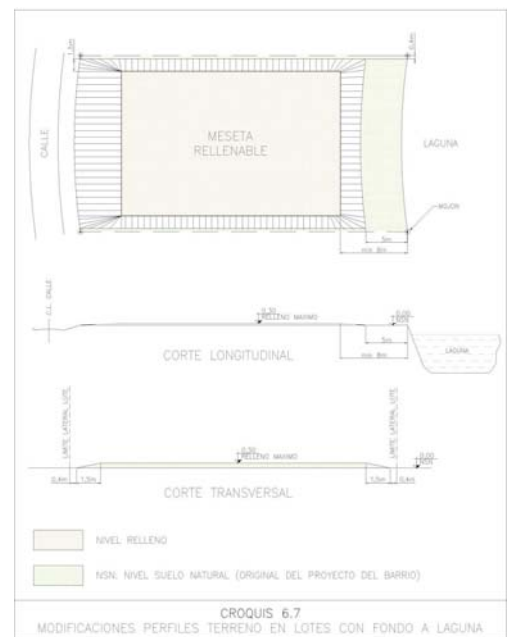 1,5m
0,4m
CALLE
MESETA
RELLENABLE
LAGUNA
MOJON
5m
min 8m
C.L. CALLE
0,50
RELLENO MAXIMO
0,00
NSN
5m
min 8m
LAGUNA
CORTE LONGITUDINAL
LIMITE LATERAL LOTE
LIMITE LATERAL LOTE
0,50
RELLENO MAXIMO
0,00
NSN
0,4m
1,5m
1,5m
0,4m
CORTE TRANSVERSAL
NIVEL RELLENO
NSN: NIVEL SUELO NATURAL (ORIGINAL DEL PROYECTO DEL BARRIO)
CROQUIS 6.7
MODIFICACIONES PERFILES TERRENO EN LOTES CON FONDO A LAGUNA